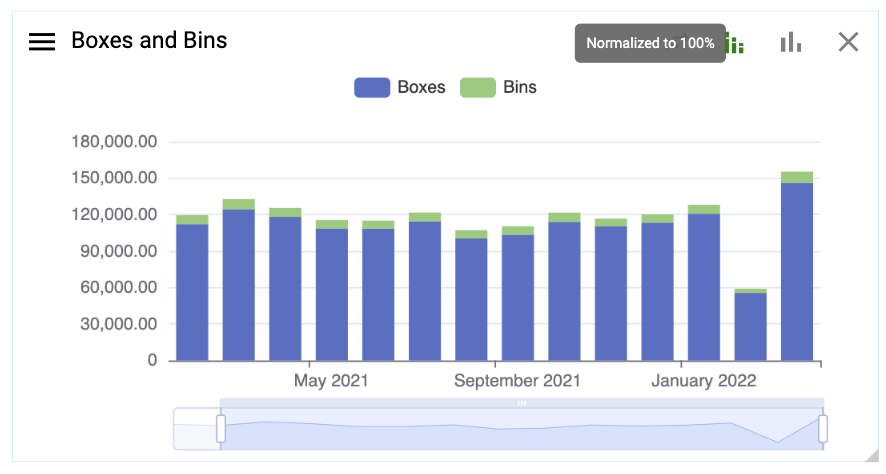 Boxes and Bins
Normalized to 100%
Boxes Bins
180,000.00
150,000.00
120,000.00
90,000.00
60,000.00
30,000.00
0
May 2021 September 2021 January 2022